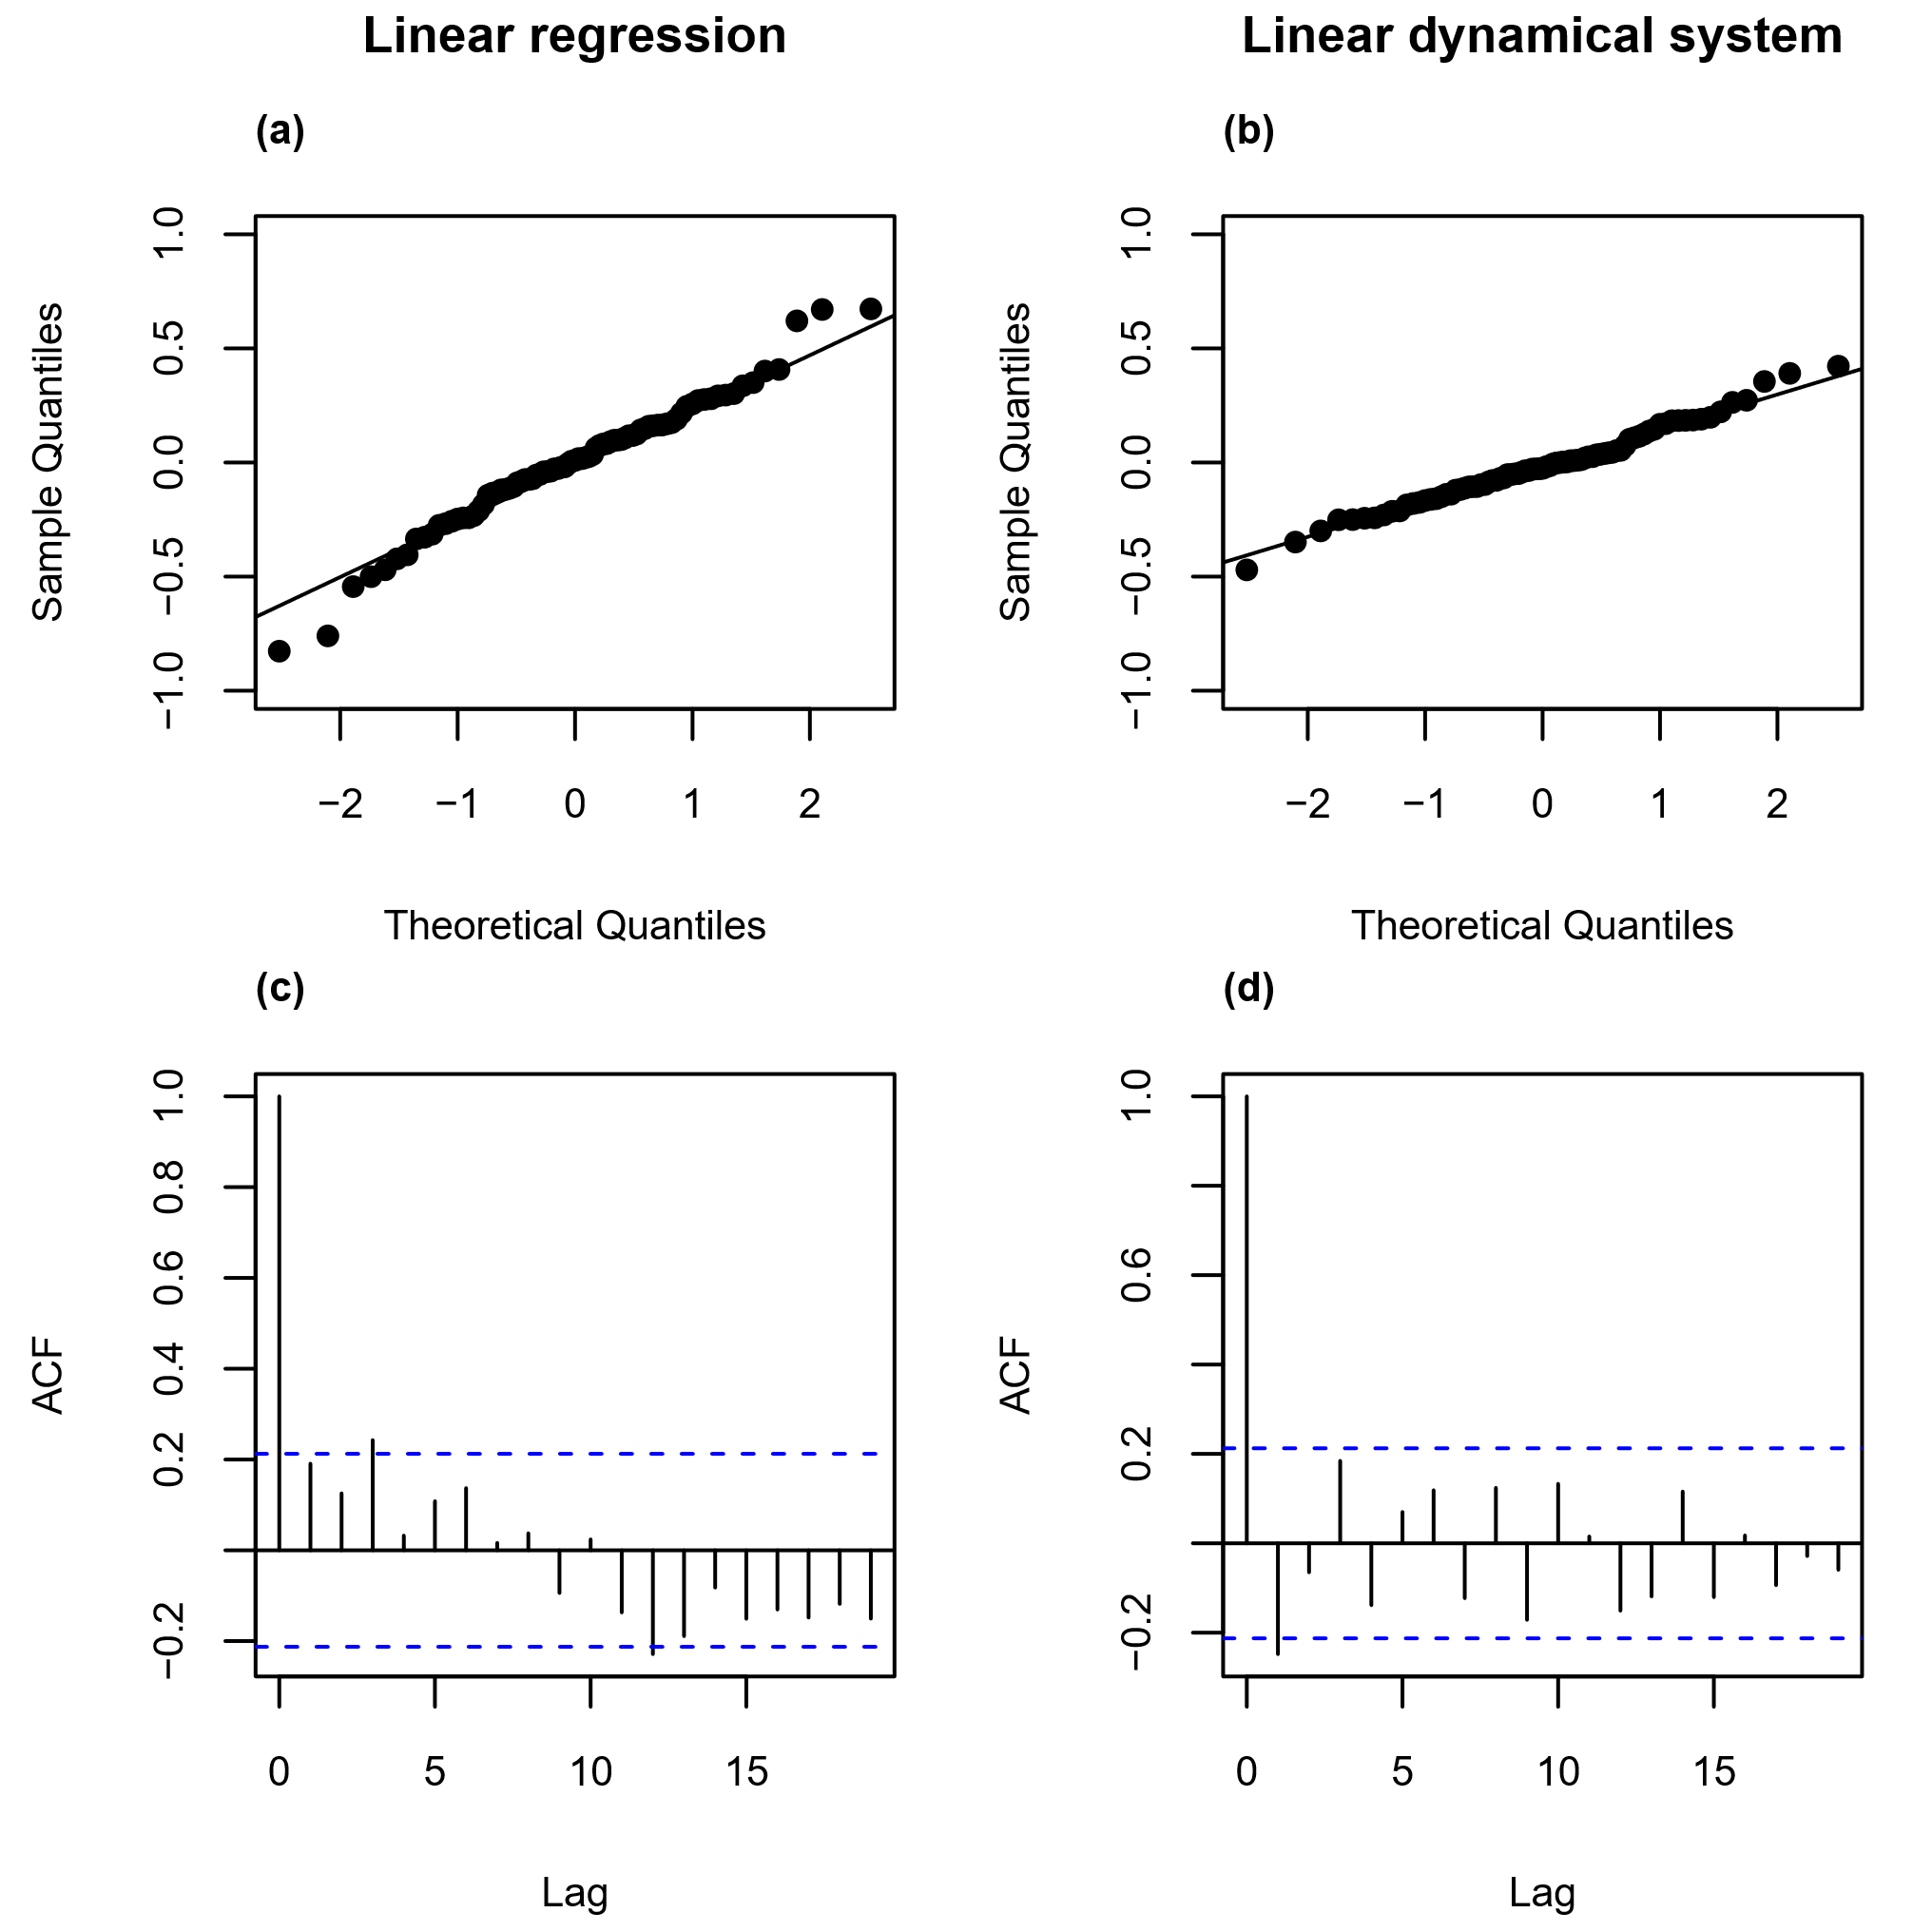 Linear regression
Linear dynamical system
(a)
Sample Quantiles
1.0
0.5
0.0
−0.5
−1.0
−2 −1 0 1 2
Theoretical Quantiles
(b)
Sample Quantiles
1.0
0.5
0.0
−0.5
−1.0
−2 −1 0 1 2
Theoretical Quantiles
(c)
ACF
1.0
0.8
0.6
0.4
0.2
−0.2
0 5 10 15
Lag
(d)
ACF
1.0
0.6
0.2
−0.2
0 5 10 15
Lag